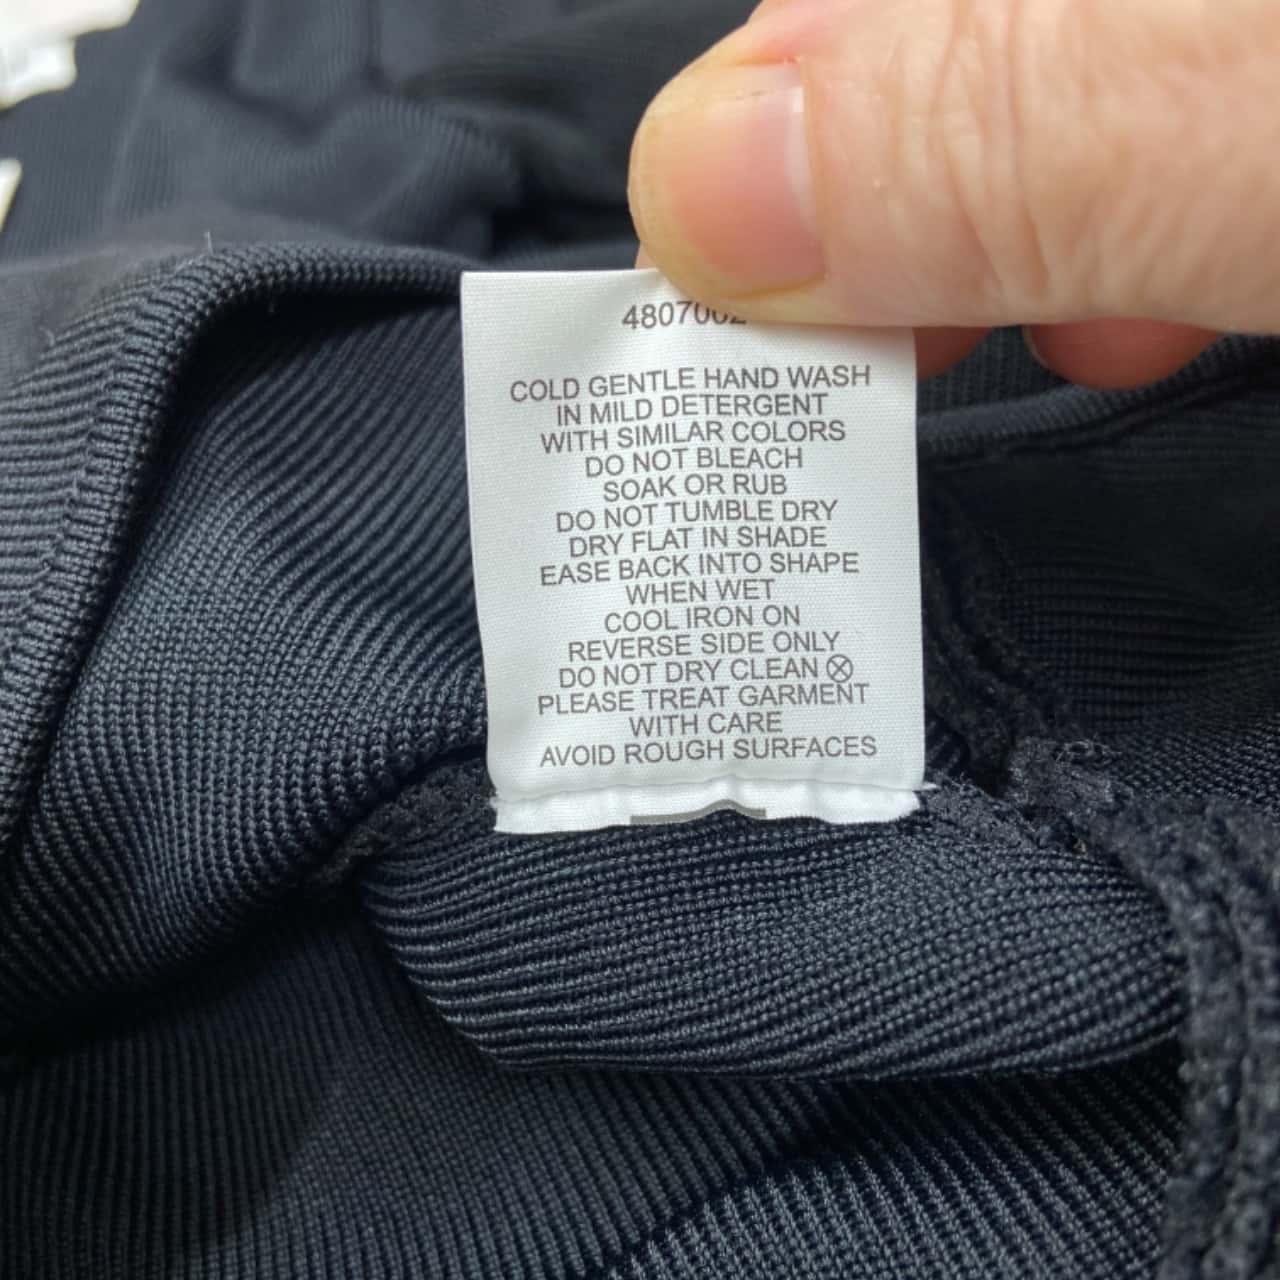 COLD GENTLE HAND WASH
IN MILD DETERGENT
WITH SIMILAR COLORS
DO NOT BLEACH
SOAK OR RUB
DO NOT TUMBLE DRY
DRY FLAT IN SHADE
EASE BACK INTO SHAPE
WHEN WET
COOL IRON ON
REVERSE SIDE ONLY
DO NOT DRY CLEAN
PLEASE TREAT GARMENT
WITH CARE
AVOID ROUGH SURFACES